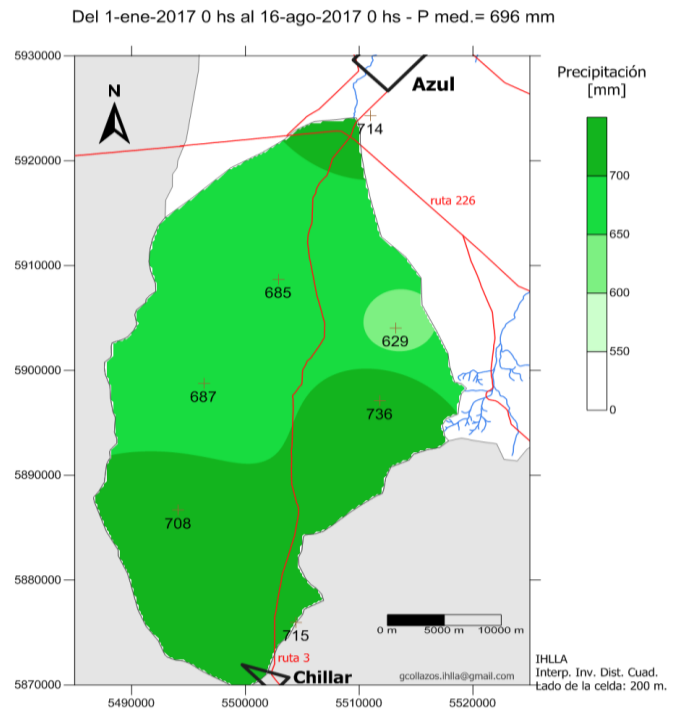 Del 1-ene-2017 0 hs al 16-ago-2017 0 hs - P med.= 696 mm
5930000
5920000
5910000
5900000
5890000
5880000
5870000
5490000
5500000
5510000
5520000
N
Azul
714
ruta 226
685
629
687
736
708
715
ruta 3
Chillar
0 m
5000 m
10000 m
gcollazos.ihlla@gmail.com
Precipitación
[mm]
700
650
600
550
0
IHLLA
Interp. Inv. Dist. Cuad.
Lado de la celda: 200 m.